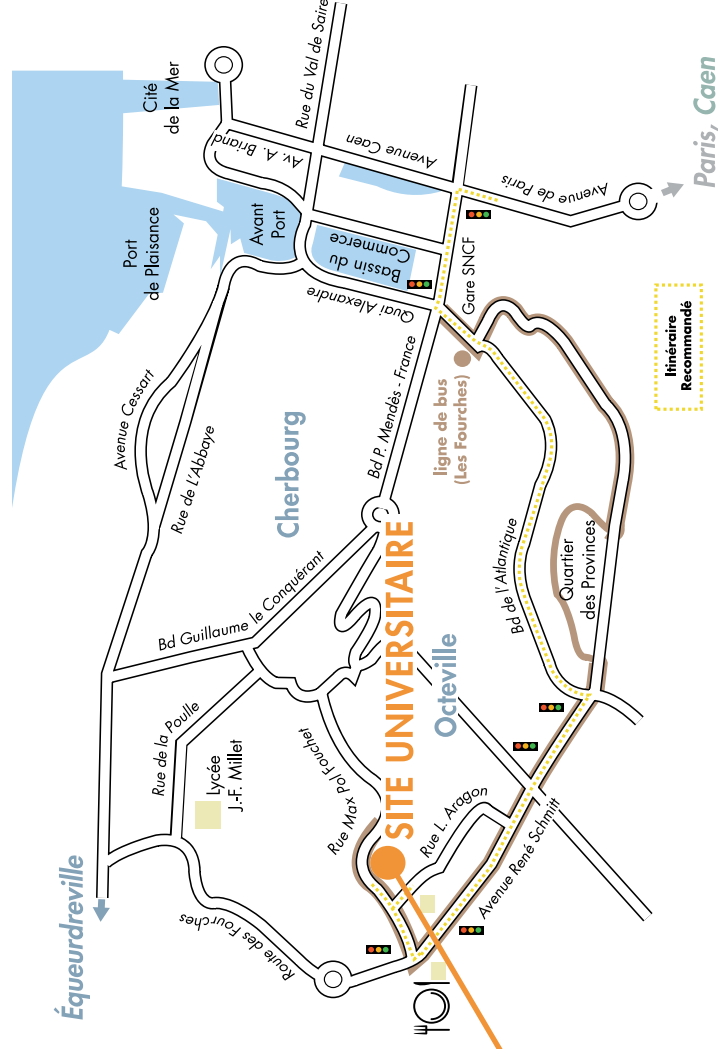 Cité
de la Mer
Rue du Val de Saire
Av. A. Briand
Avenue Caen
Paris, Caen
Avenue de Paris
Port
de Plaisance
Avant
Port
Bassin du
Commerce
Quai Alexandre
Gare SNCF
Itinéraire
Recommandé
Avenue Cessart
Rue de L'Abbaye
Cherbourg
Bd P. Mendès - France
ligne de bus
(Les Fourches)
Bd Guillaume le Conquérant
Bd de l'Atlantique
Quartier
des Provinces
SITE UNIVERSITAIRE
Octeville
Rue de la Poulle
Lycée
J.-F. Millet
Rue Max Pol Fouchet
Rue L. Aragon
Avenue René Schmitt
Équeurdreville
Route des Fourches